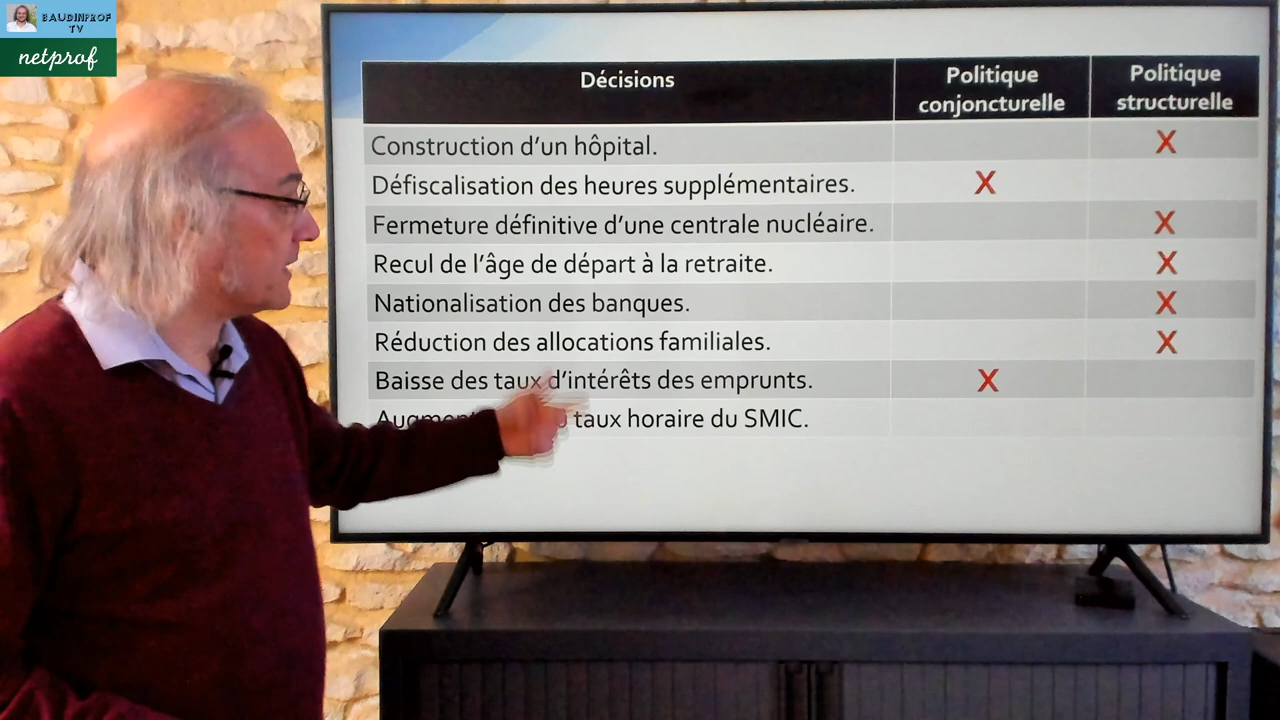 BAUDINPROF
TV
netprof
Décisions
Politique conjoncturelle
Politique structurelle
Construction d’un hôpital.
X
Défiscalisation des heures supplémentaires.
X
Fermeture définitive d’une centrale nucléaire.
X
Recul de l’âge de départ à la retraite.
X
Nationalisation des banques.
X
Réduction des allocations familiales.
X
Baisse des taux d’intérêts des emprunts.
X
taux horaire du SMIC.